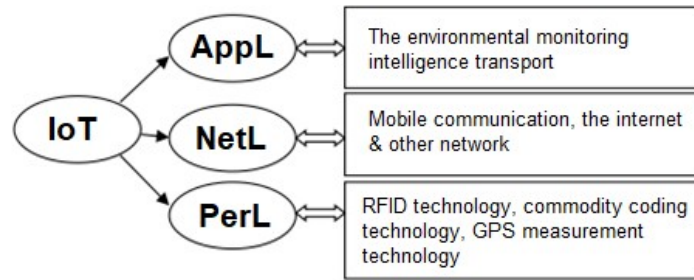 AppL
The environmental monitoring
intelligence transport
IoT
NetL
Mobile communication, the internet
& other network
PerL
RFID technology, commodity coding
technology, GPS measurement
technology